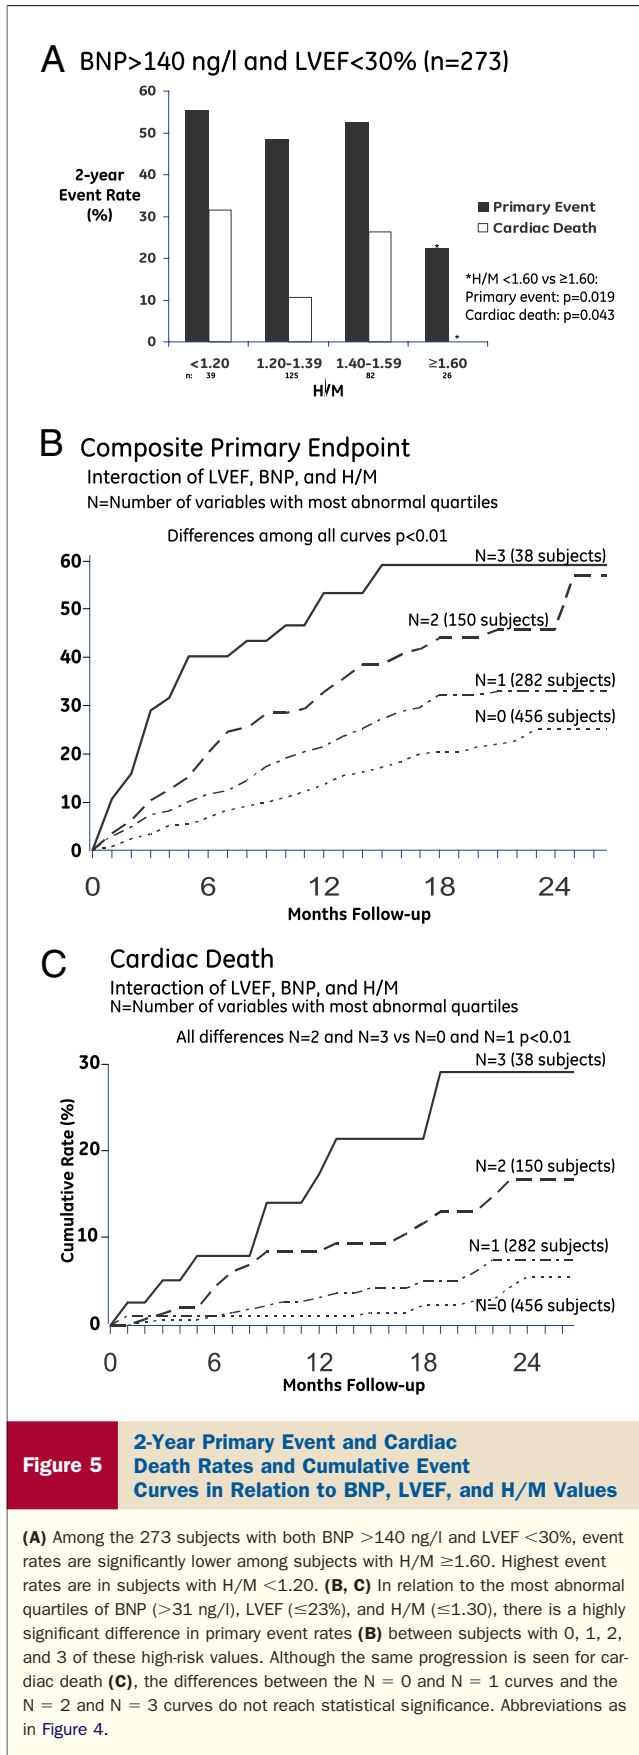 A BNP>140 ng/l and LVEF<30% (n=273)
60
50
40
30
20
10
0
2-year
Event Rate
(%)
Primary Event
Cardiac Death
*
*
*H/M <1.60 vs ≥1.60:
Primary event: p=0.019
Cardiac death: p=0.043
<1.20 1.20-1.39 1.40-1.59 ≥1.60
n: 39 125 82 26
H/M
B Composite Primary Endpoint
Interaction of LVEF, BNP, and H/M
N=Number of variables with most abnormal quartiles
Differences among all curves p<0.01
60
50
40
30
20
10
0
N=3 (38 subjects)
N=2 (150 subjects)
N=1 (282 subjects)
N=0 (456 subjects)
0 6 12 18 24
Months Follow-up
C Cardiac Death
Interaction of LVEF, BNP, and H/M
N=Number of variables with most abnormal quartiles
All differences N=2 and N=3 vs N=0 and N=1 p<0.01
30
20
10
0
Cumulative Rate (%)
N=3 (38 subjects)
N=2 (150 subjects)
N=1 (282 subjects)
N=0 (456 subjects)
0 6 12 18 24
Months Follow-up
Figure 5
2-Year Primary Event and Cardiac
Death Rates and Cumulative Event
Curves in Relation to BNP, LVEF, and H/M Values
(A) Among the 273 subjects with both BNP >140 ng/l and LVEF <30%, event
rates are significantly lower among subjects with H/M ≥1.60. Highest event
rates are in subjects with H/M <1.20. (B, C) In relation to the most abnormal
quartiles of BNP (>31 ng/l), LVEF (≤23%), and H/M (≤1.30), there is a highly
significant difference in primary event rates (B) between subjects with 0, 1, 2,
and 3 of these high-risk values. Although the same progression is seen for car-
diac death (C), the differences between the N = 0 and N = 1 curves and the
N = 2 and N = 3 curves do not reach statistical significance. Abbreviations as
in Figure 4.